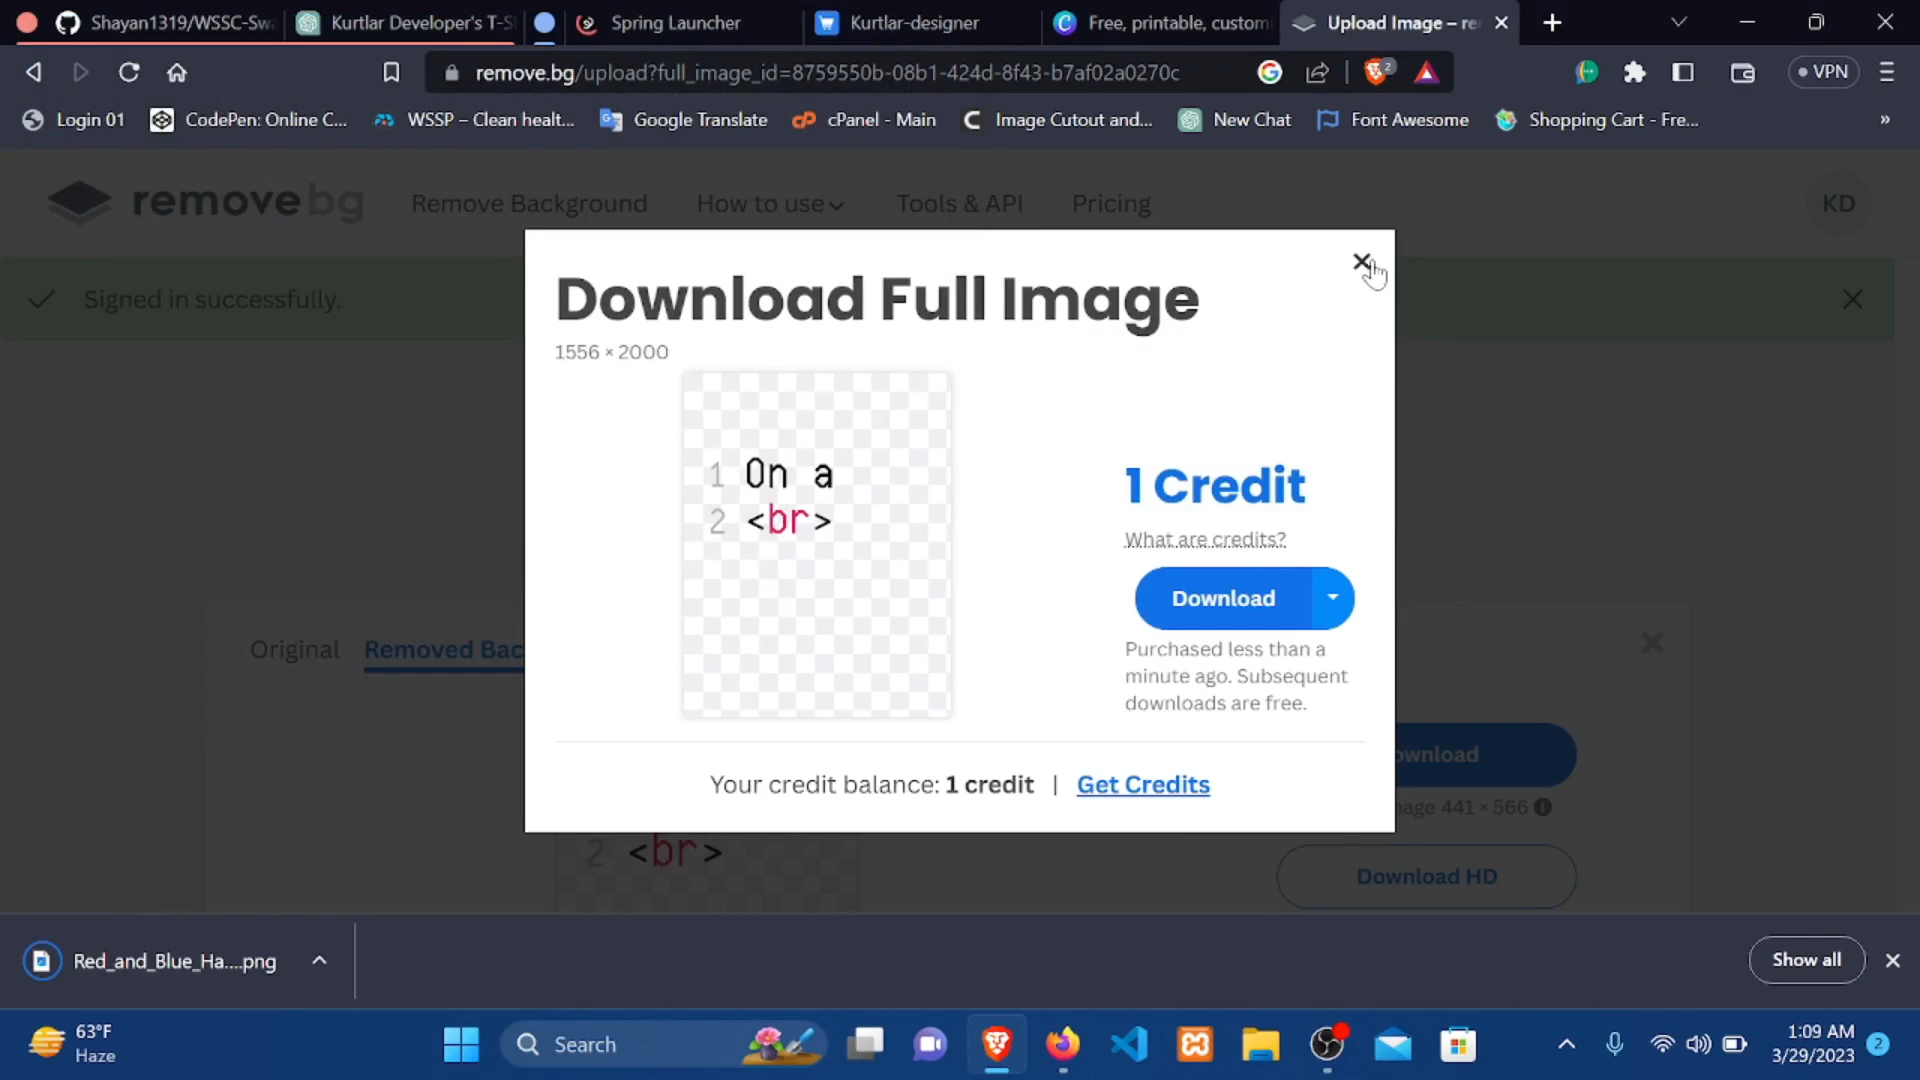 Shayan1319/WSSC-Swa
Kurtlar Developer's T-S
Spring Launcher
Kurtlar-designer
Free, printable, custom
Upload Image – re
remove.bg/upload?full_image_id=8759550b-08b1-424d-8f43-b7af02a0270c
2
VPN
Login 01
CodePen: Online C...
WSSP – Clean healt...
Google Translate
cPanel - Main
Image Cutout and...
New Chat
Font Awesome
Shopping Cart - Fre...
»
removebg
Remove Background
How to use
Tools & API
Pricing
KD
Signed in successfully.
Download Full Image
1556 × 2000
1 On a
2 <br>
1 Credit
What are credits?
Download
Purchased less than a
minute ago. Subsequent
downloads are free.
Your credit balance: 1 credit | Get Credits
Original
Removed Bac
ownload
age 441 × 566
2 <br>
Download HD
Red_and_Blue_Ha....png
Show all
63°F
Haze
Search
1:09 AM
3/29/2023
2